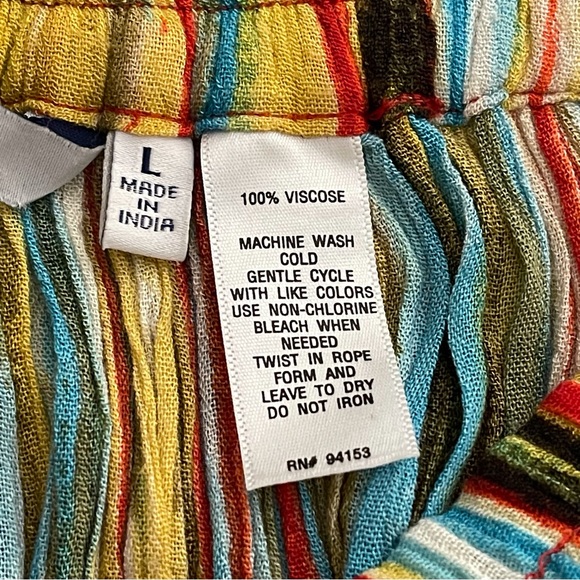 L
MADE
IN
INDIA
100% VISCOSE
MACHINE WASH
COLD
GENTLE CYCLE
WITH LIKE COLORS
USE NON-CHLORINE
BLEACH WHEN
NEEDED
TWIST IN ROPE
FORM AND
LEAVE TO DRY
DO NOT IRON
RN# 94153